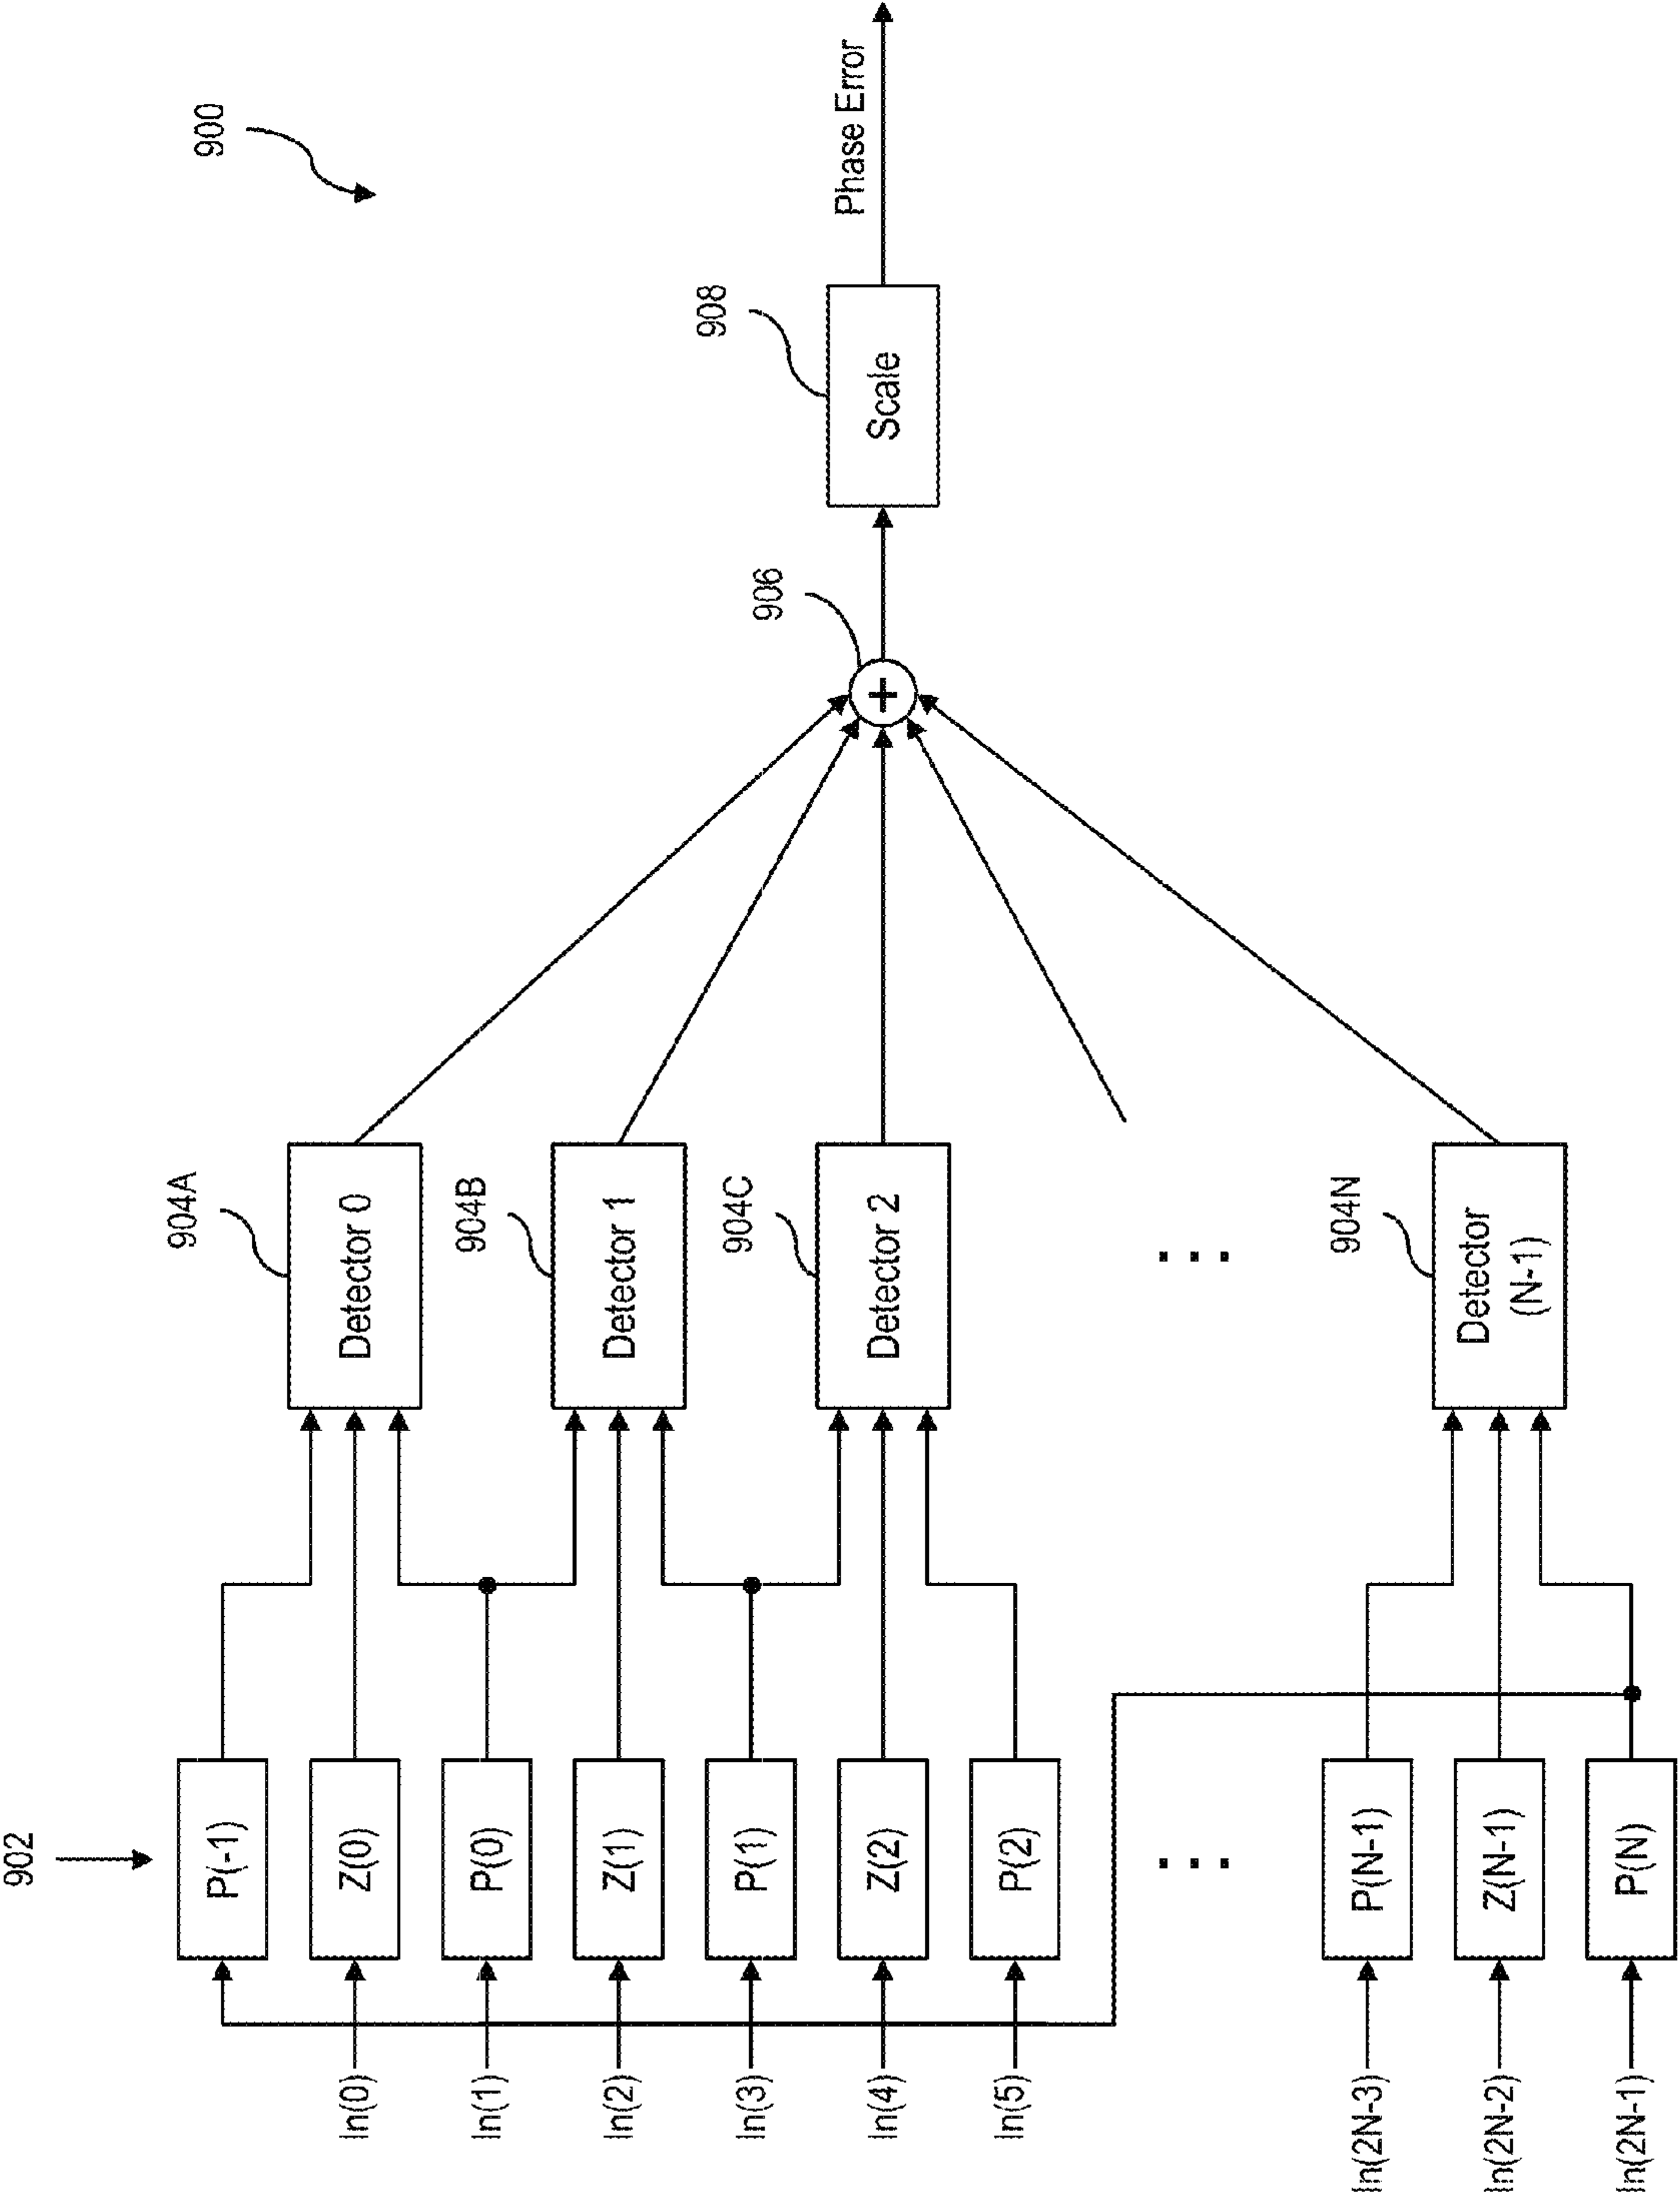 900
902
P(-1)
Z(0)
P(0)
Z(1)
P(1)
Z(2)
P(2)
...
P(N-1)
Z(N-1)
P(N)
In(0)
In(1)
In(2)
In(3)
In(4)
In(5)
In(2N-3)
In(2N-2)
In(2N-1)
904A
Detector 0
904B
Detector 1
904C
Detector 2
...
904N
Detector
(N-1)
906
+
908
Scale
Phase Error